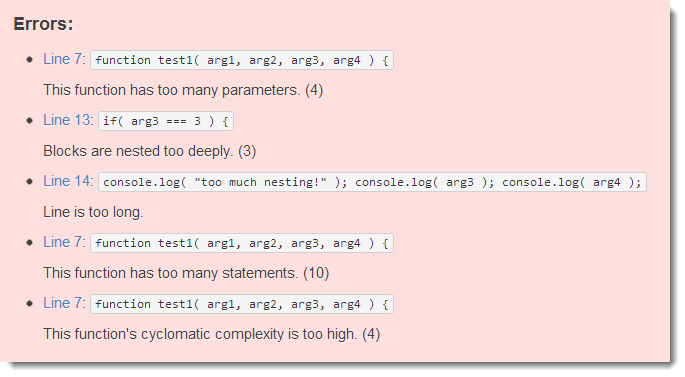 Errors:
Line 7: function test1( arg1, arg2, arg3, arg4 ) {
This function has too many parameters. (4)
Line 13: if( arg3 === 3 ) {
Blocks are nested too deeply. (3)
Line 14: console.log( "too much nesting!" ); console.log( arg3 ); console.log( arg4 );
Line is too long.
Line 7: function test1( arg1, arg2, arg3, arg4 ) {
This function has too many statements. (10)
Line 7: function test1( arg1, arg2, arg3, arg4 ) {
This function's cyclomatic complexity is too high. (4)